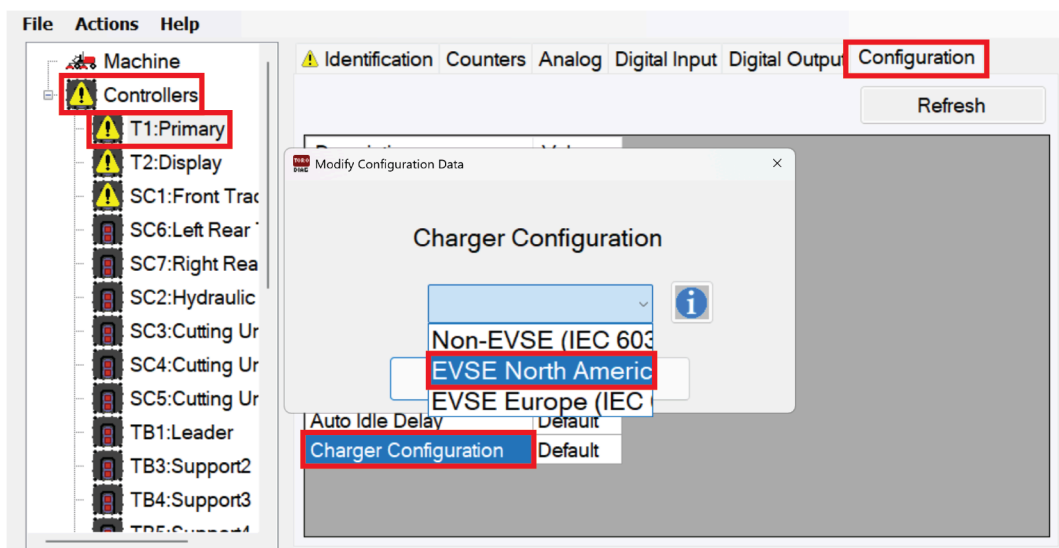 File Actions Help
Machine
Controllers
T1:Primary
T2:Display
SC1:Front Trac
SC6:Left Rear
SC7:Right Rea
SC2:Hydraulic
SC3:Cutting Ur
SC4:Cutting Ur
SC5:Cutting Ur
TB1:Leader
TB3:Support2
TB4:Support3
Identification Counters Analog Digital Input Digital Output Configuration
Refresh
TORO DIAG Modify Configuration Data
Charger Configuration
Non-EVSE (IEC 603
EVSE North Americ
EVSE Europe (IEC
Auto Idle Delay Default
Charger Configuration Default